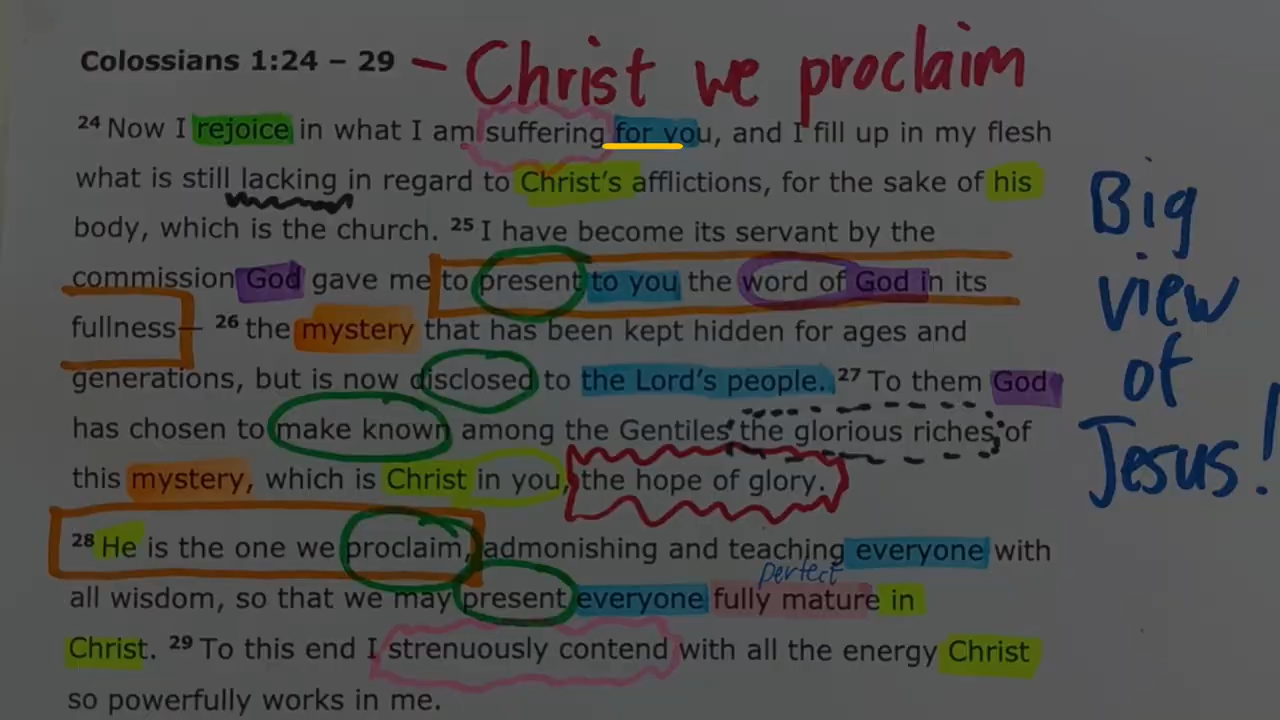 Colossians 1:24 – 29 – Christ we proclaim
24 Now I rejoice in what I am suffering for you, and I fill up in my flesh
what is still lacking in regard to Christ's afflictions, for the sake of his
body, which is the church. 25 I have become its servant by the
commission God gave me to present to you the word of God in its
fullness— 26 the mystery that has been kept hidden for ages and
generations, but is now disclosed to the Lord's people. 27 To them God
has chosen to make known among the Gentiles the glorious riches of
this mystery, which is Christ in you, the hope of glory.
28 He is the one we proclaim, admonishing and teaching everyone with
perfect
all wisdom, so that we may present everyone fully mature in
Christ. 29 To this end I strenuously contend with all the energy Christ
so powerfully works in me.
Big
view
of
Jesus!